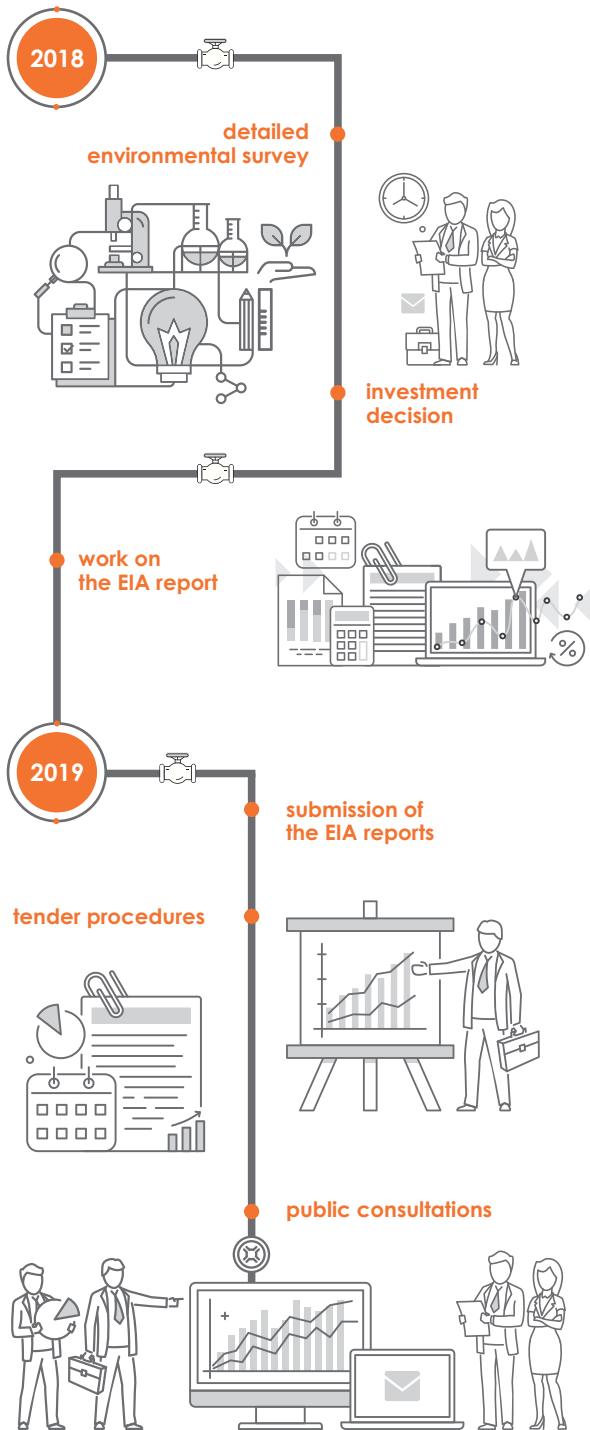 2018
detailed
environmental survey
investment
decision
work on
the EIA report
%
2019
submission of
the EIA reports
tender procedures
public consultations